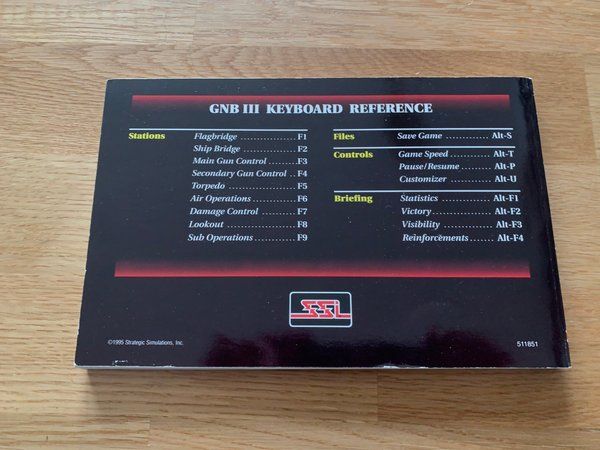 GNB III KEYBOARD REFERENCE
Stations
Flagbridge ............... F1
Ship Bridge .............. F2
Main Gun Control ......... F3
Secondary Gun Control .. F4
Torpedo .................. F5
Air Operations ........... F6
Damage Control ........... F7
Lookout .................. F8
Sub Operations ........... F9
Files
Save Game ........... Alt-S
Controls
Game Speed .......... Alt-T
Pause/Resume ........ Alt-P
Customizer .......... Alt-U
Briefing
Statistics .......... Alt-F1
Victory ............. Alt-F2
Visibility .......... Alt-F3
Reinforcements ...... Alt-F4
SSI
©1995 Strategic Simulations, Inc.
511851